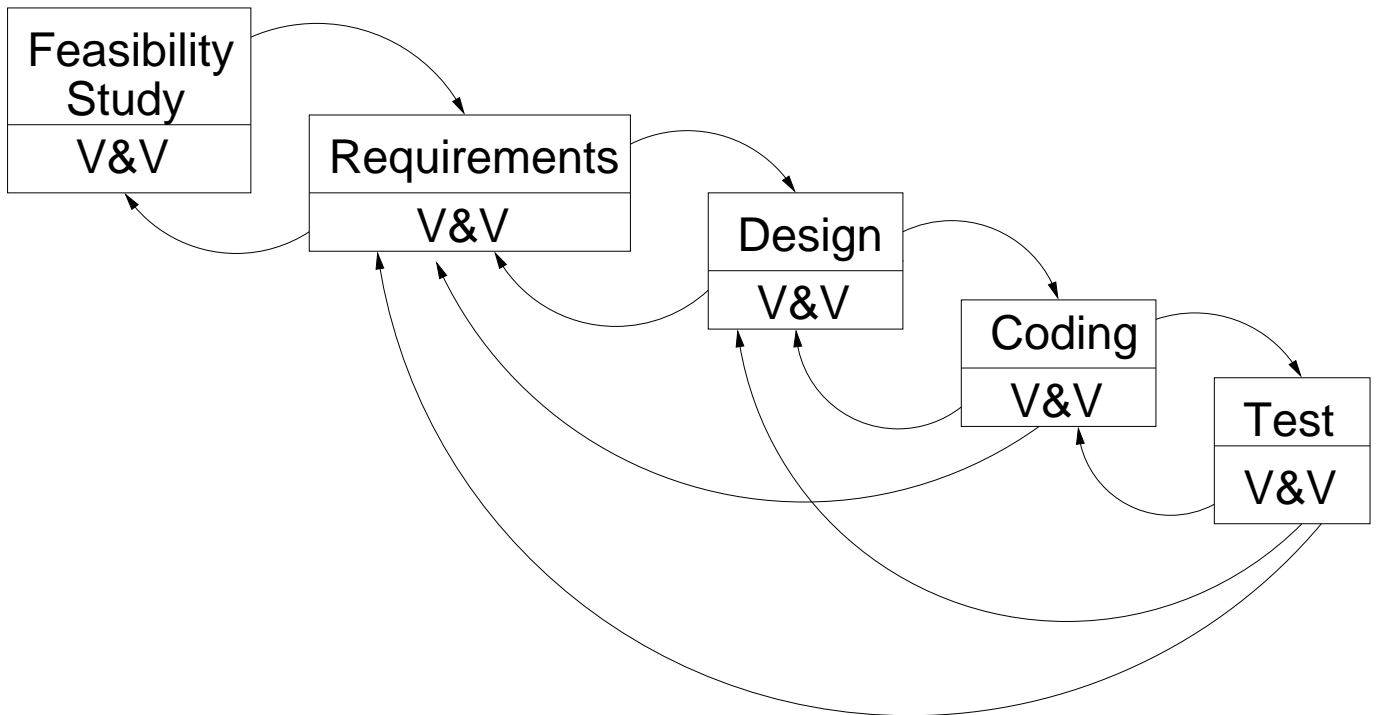 Feasibility
Study
V&V
Requirements
V&V
Design
V&V
Coding
V&V
Test
V&V